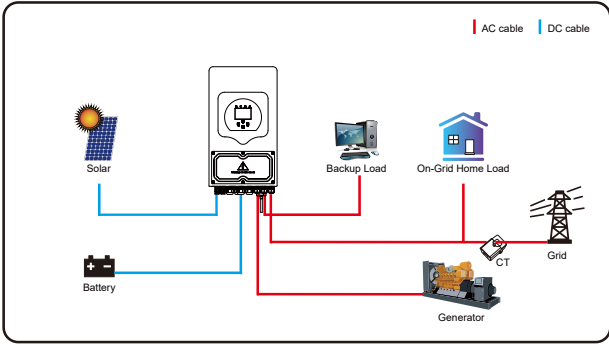 AC cable
DC cable
Solar
Backup Load
On-Grid Home Load
CT
Grid
Battery
Generator